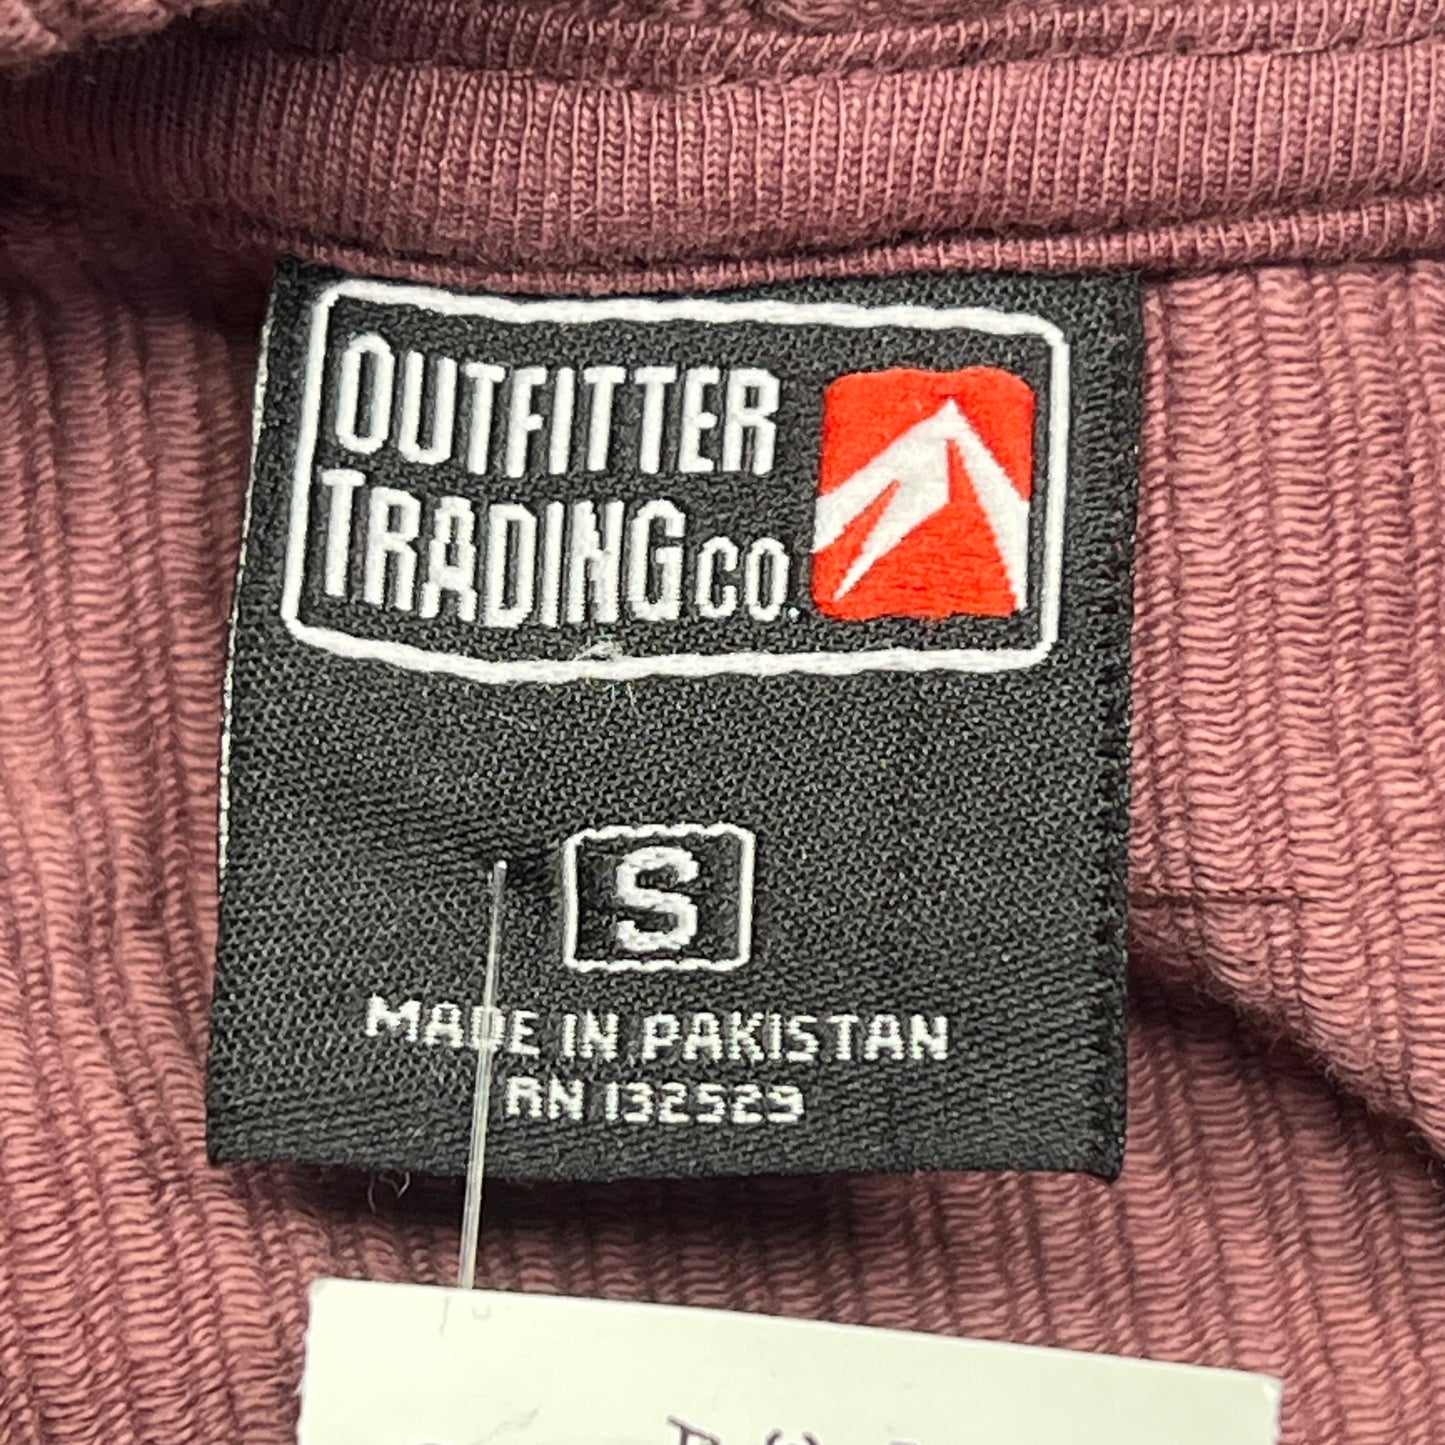 OUTFITTER
TRADING CO.
S
MADE IN PAKISTAN
RN 132529